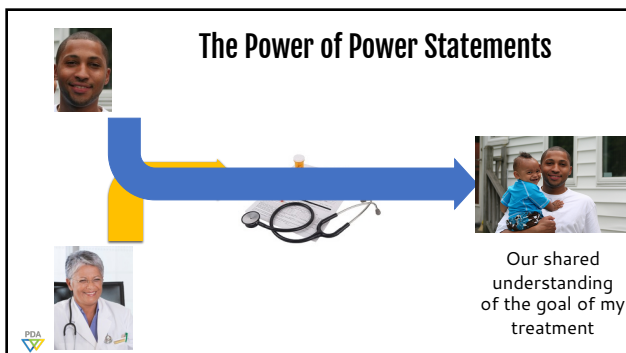 The Power of Power Statements
Our shared
understanding
of the goal of my
treatment
PDA